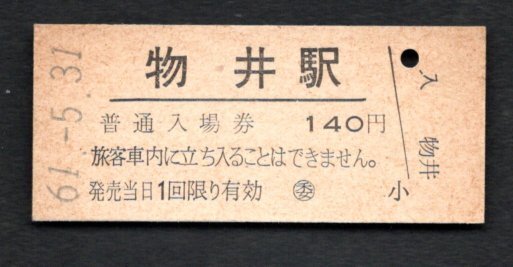 61.-5.31
物井駅
普通入場券 140円
旅客車内に立ち入ることはできません。
発売当日1回限り有効 ㊡委 小
入 物井